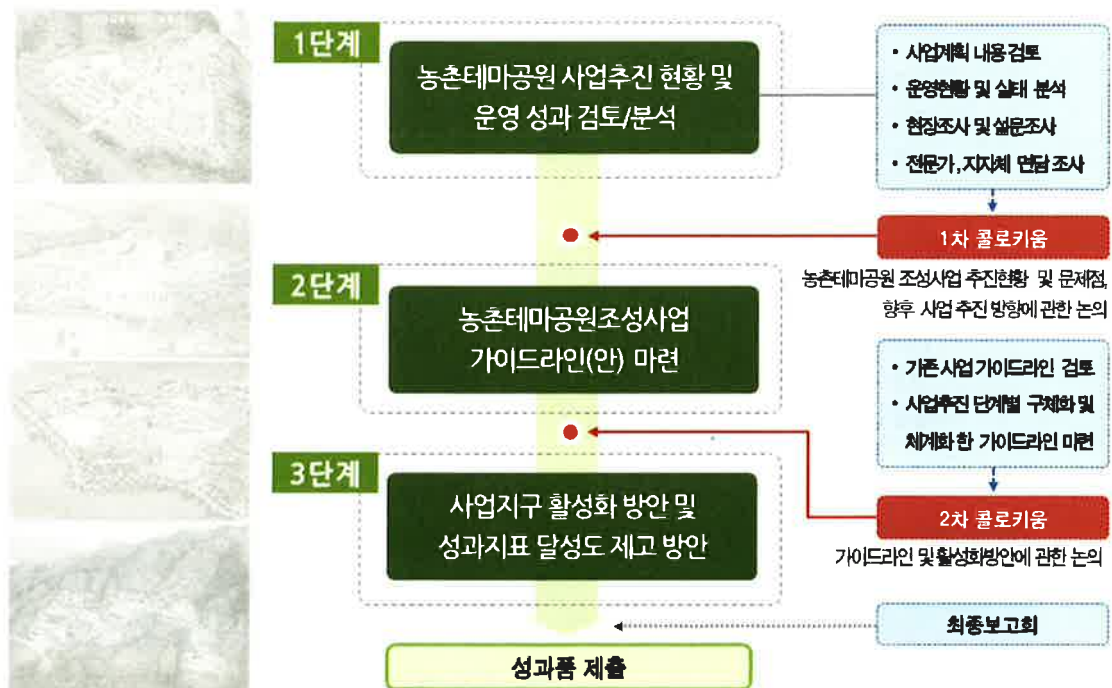 1단계
농촌테마공원 사업추진 현황 및
운영 성과 검토/분석
• 사업계획 내용 검토
• 운영현황 및 실태 분석
• 현장조사 및 설문조사
• 전문가,지자체 면담 조사
1차 콜로키움
농촌테마공원 조성사업 추진현황 및 문제점,
향후 사업 추진 방향에 관한 논의
2단계
농촌테마공원조성사업
가이드라인(안) 마련
• 기존 사업 가이드라인 검토
• 사업추진 단계별 구체화 및
체계화 한 가이드라인 마련
2차 콜로키움
가이드라인 및 활성화방안에 관한 논의
3단계
사업지구 활성화 방안 및
성과지표 달성도 제고 방안
최종보고회
성과품 제출